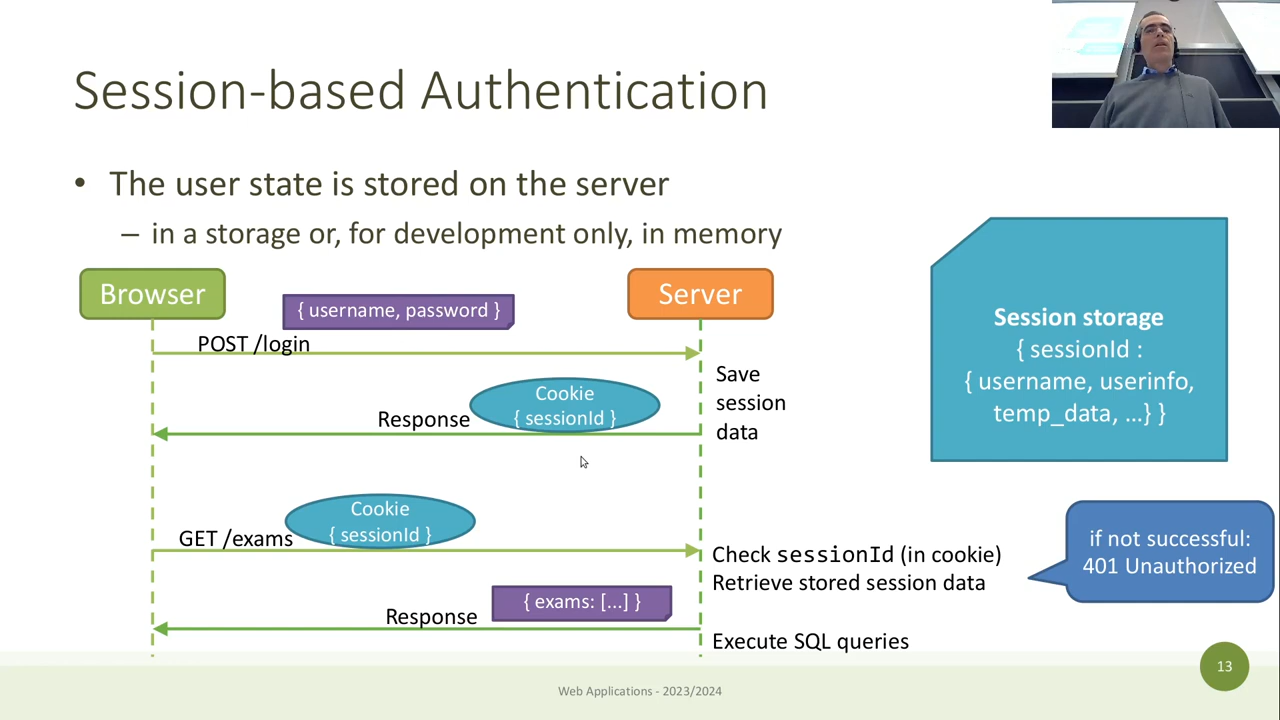 Session-based Authentication
• The user state is stored on the server
– in a storage or, for development only, in memory
Browser
{ username, password }
Server
POST /login
Save
session
data
Cookie
{ sessionId }
Response
Session storage
{ sessionId :
{ username, userinfo,
temp_data, ...} }
Cookie
{ sessionId }
GET /exams
Check sessionId (in cookie)
Retrieve stored session data
if not successful:
401 Unauthorized
{ exams: [...] }
Response
Execute SQL queries
Web Applications - 2023/2024
13